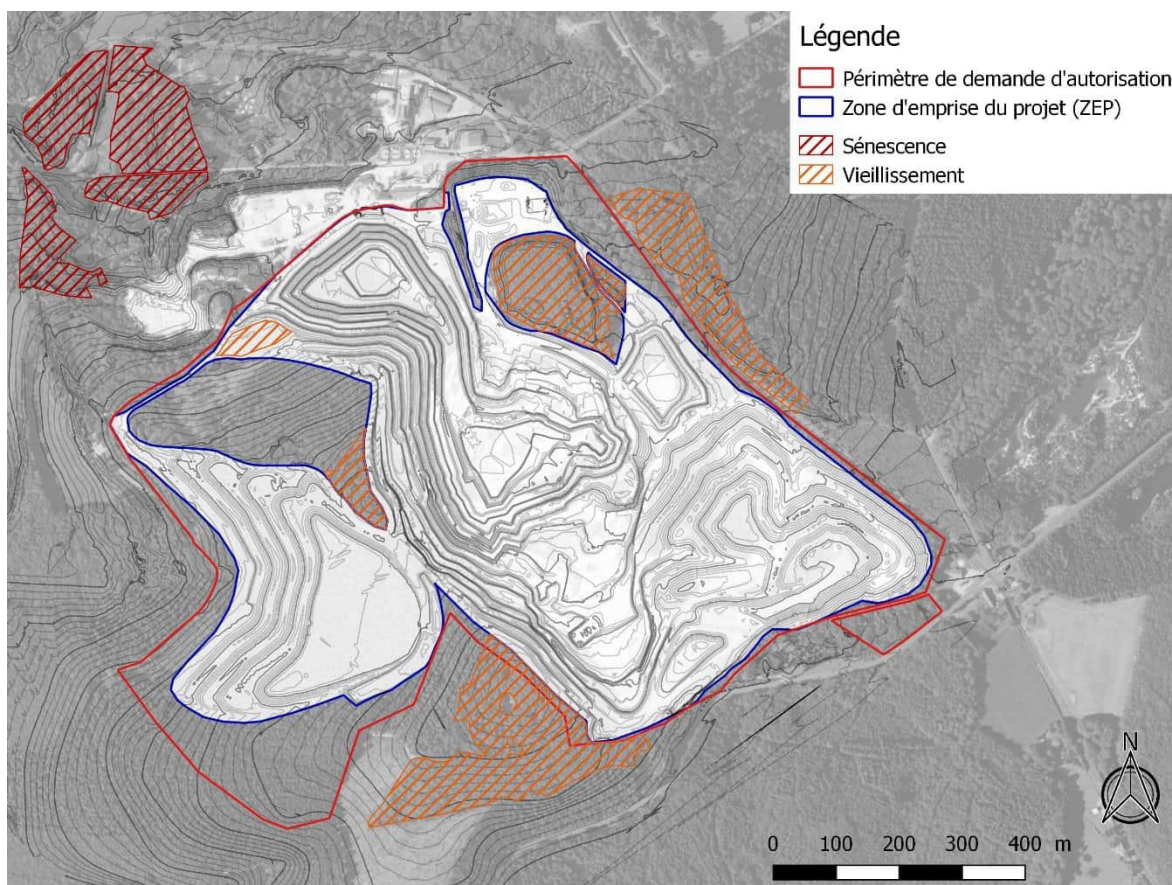 Légende
Périmètre de demande d'autorisation
Zone d'emprise du projet (ZEP)
Sénescence
Vieillissement
N
0 100 200 300 400 m